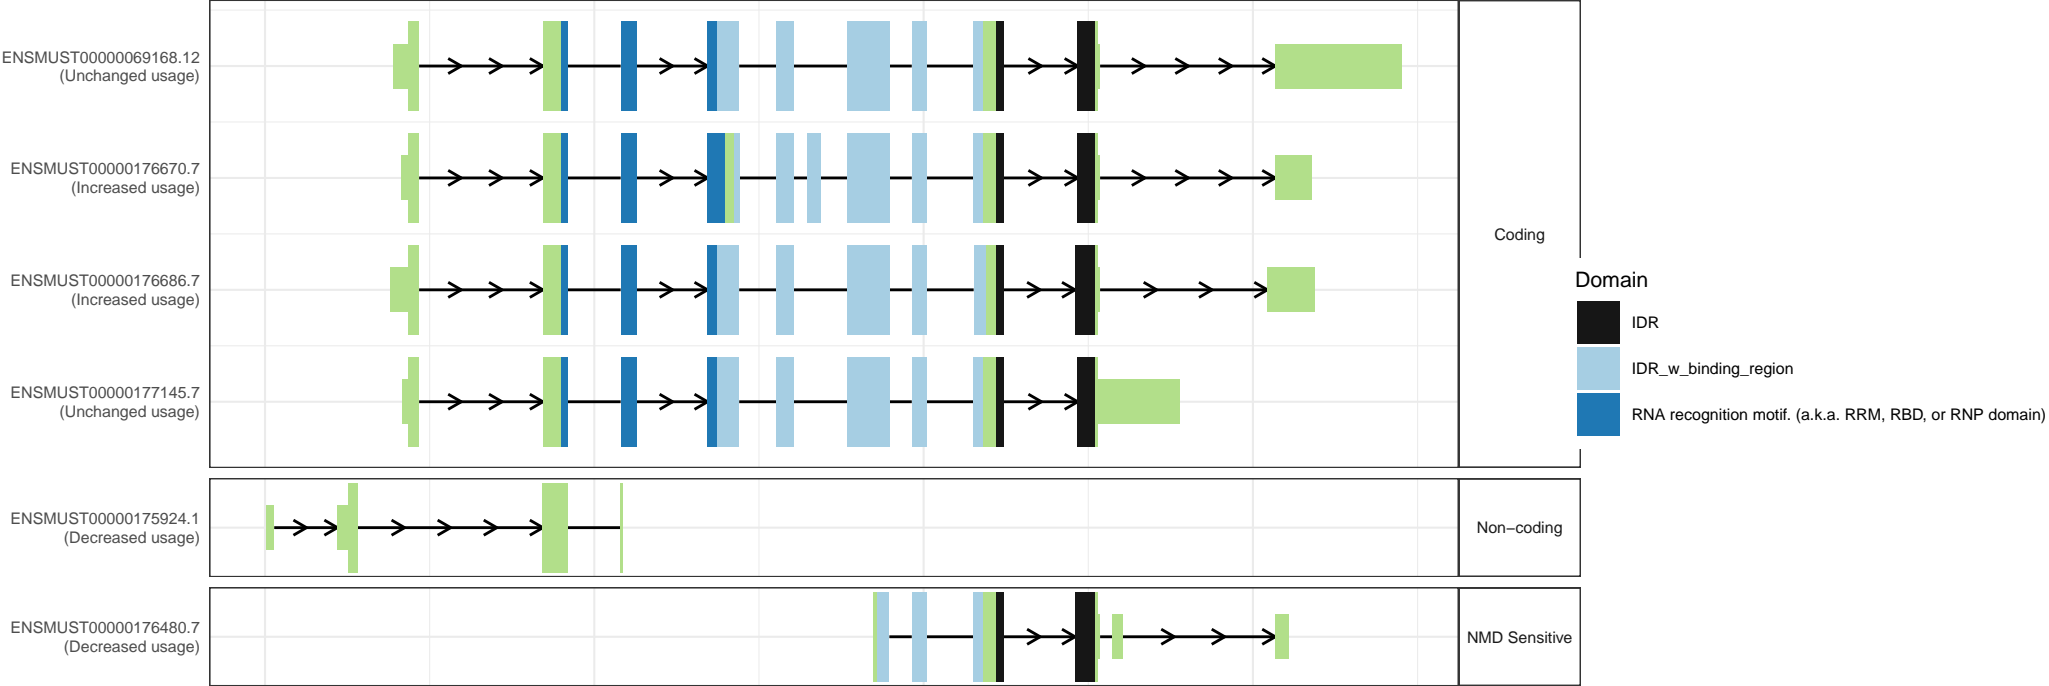 ENSMUST00000069168.12
(Unchanged usage)
ENSMUST00000176670.7
(Increased usage)
ENSMUST00000176686.7
(Increased usage)
ENSMUST00000177145.7
(Unchanged usage)
Coding
ENSMUST00000175924.1
(Decreased usage)
Non−coding
ENSMUST00000176480.7
(Decreased usage)
NMD Sensitive
Domain
IDR
IDR_w_binding_region
RNA recognition motif. (a.k.a. RRM, RBD, or RNP domain)